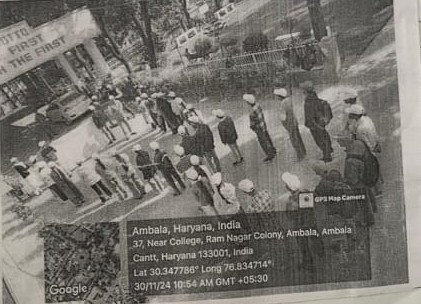 OTTO
FIRST
H THE FIRST
GPS Map Camera
Ambala, Haryana, India
37, Near College, Ram Nagar Colony, Ambala, Ambala
Cantt, Haryana 133001, India
Lat 30.347786° Long 76.834714°
30/11/24 10:54 AM GMT +05:30
Google